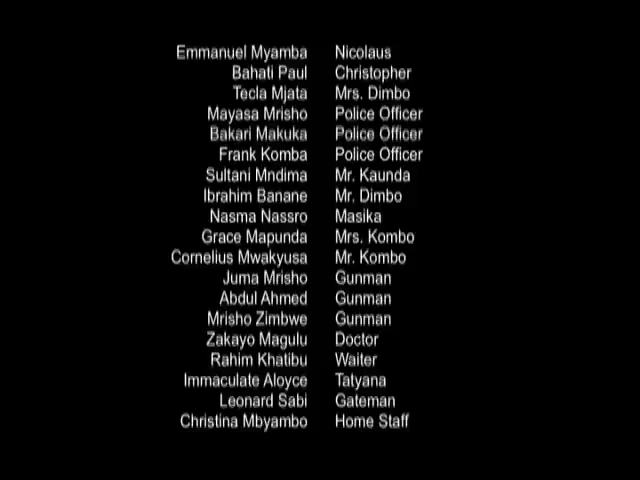 Emmanuel Myamba Nicolaus
Bahati Paul Christopher
Tecla Mjata Mrs. Dimbo
Mayasa Mrisho Police Officer
Bakari Makuka Police Officer
Frank Komba Police Officer
Sultani Mndima Mr. Kaunda
Ibrahim Banane Mr. Dimbo
Nasma Nassro Masika
Grace Mapunda Mrs. Kombo
Cornelius Mwakyusa Mr. Kombo
Juma Mrisho Gunman
Abdul Ahmed Gunman
Mrisho Zimbwe Gunman
Zakayo Magulu Doctor
Rahim Khatibu Waiter
Immaculate Aloyce Tatyana
Leonard Sabi Gateman
Christina Mbyambo Home Staff